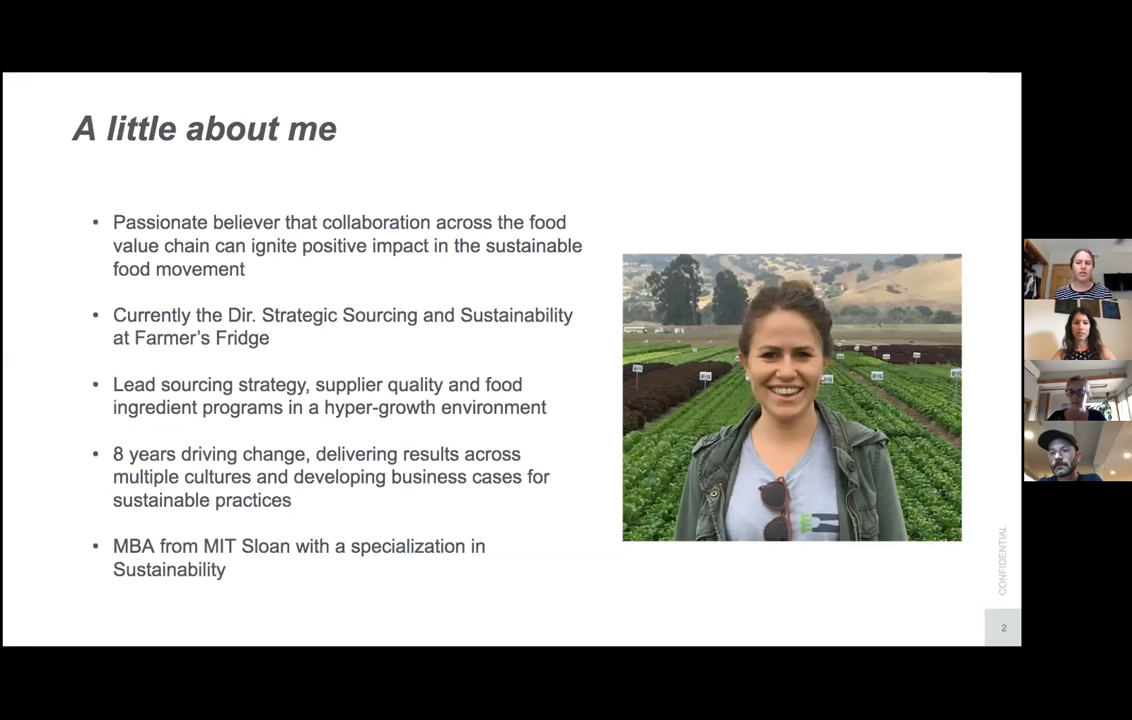 A little about me
• Passionate believer that collaboration across the food
value chain can ignite positive impact in the sustainable
food movement
• Currently the Dir. Strategic Sourcing and Sustainability
at Farmer’s Fridge
• Lead sourcing strategy, supplier quality and food
ingredient programs in a hyper-growth environment
• 8 years driving change, delivering results across
multiple cultures and developing business cases for
sustainable practices
• MBA from MIT Sloan with a specialization in
Sustainability
CONFIDENTIAL
2